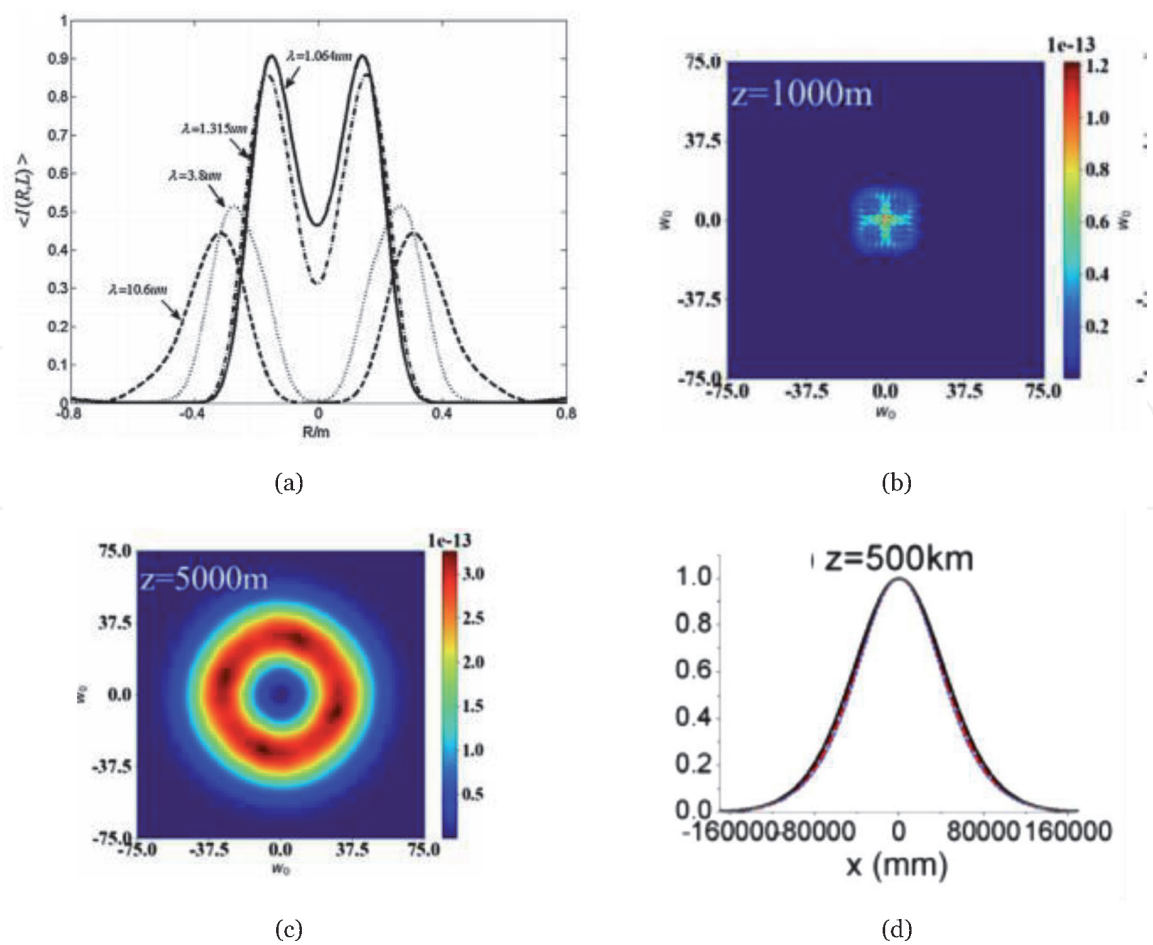 1
0.9
0.8
0.7
0.6
0.5
0.4
0.3
0.2
0.1
0
-0.8
-0.4
0
0.4
0.8
R/m
<I(R,L)>
λ=1.064um
λ=1.315um
λ=3.8um
λ=10.6um
(a)
1e-13
75.0
37.5
0.0
-37.5
-75.0
z=1000m
w₀
-75.0
-37.5
0.0
37.5
75.0
w₀
1.2
1.0
0.8
0.6
0.4
0.2
w₀
(b)
1e-13
75.0
37.5
0.0
-37.5
-75.0
z=5000m
w₀
-75.0
-37.5
0.0
37.5
75.0
w₀
3.0
2.5
2.0
1.5
1.0
0.5
(c)
) z=500km
1.0
0.8
0.6
0.4
0.2
0.0
-160000
-80000
0
80000
160000
x (mm)
(d)